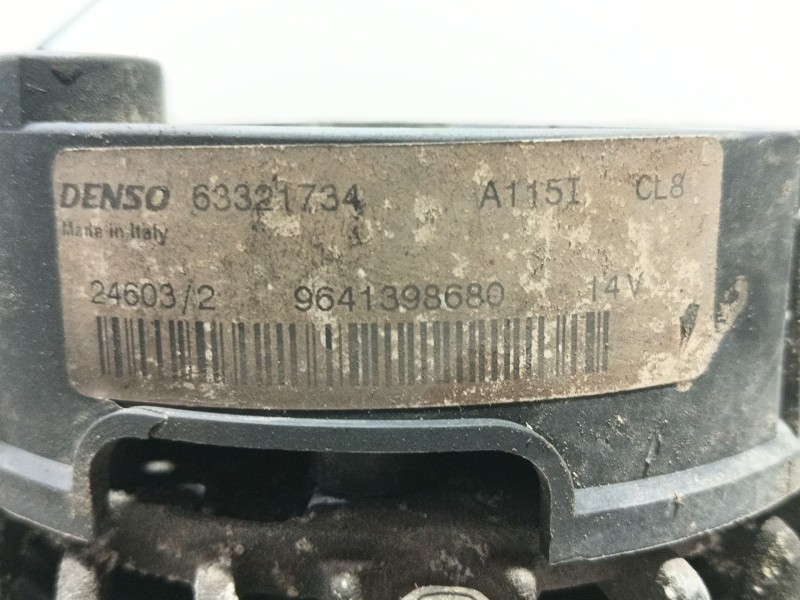 DENSO 63321734 A115I CL8
Made in Italy
24603/2 9641398680 14V